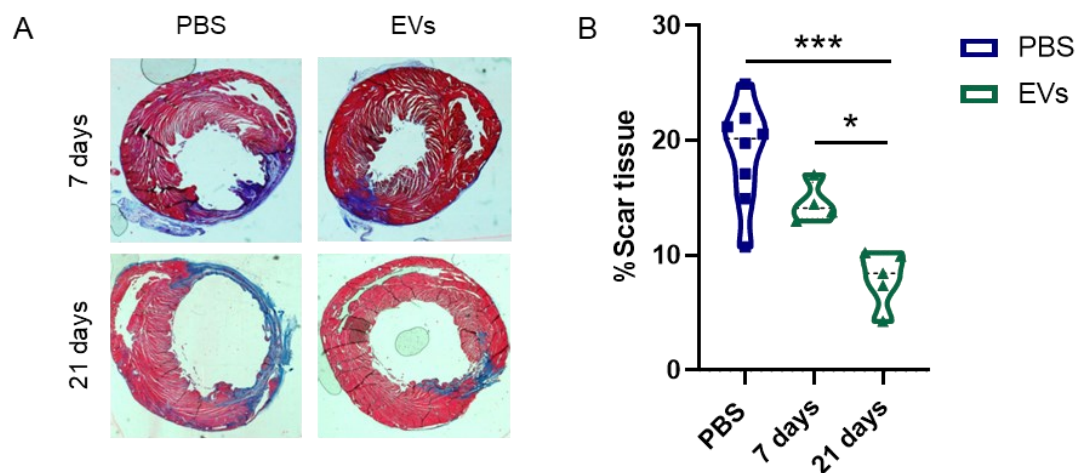 A
PBS
EVs
7 days
21 days
B
30
20
10
0
%Scar tissue
***
*
PBS
7 days
21 days
PBS
EVs